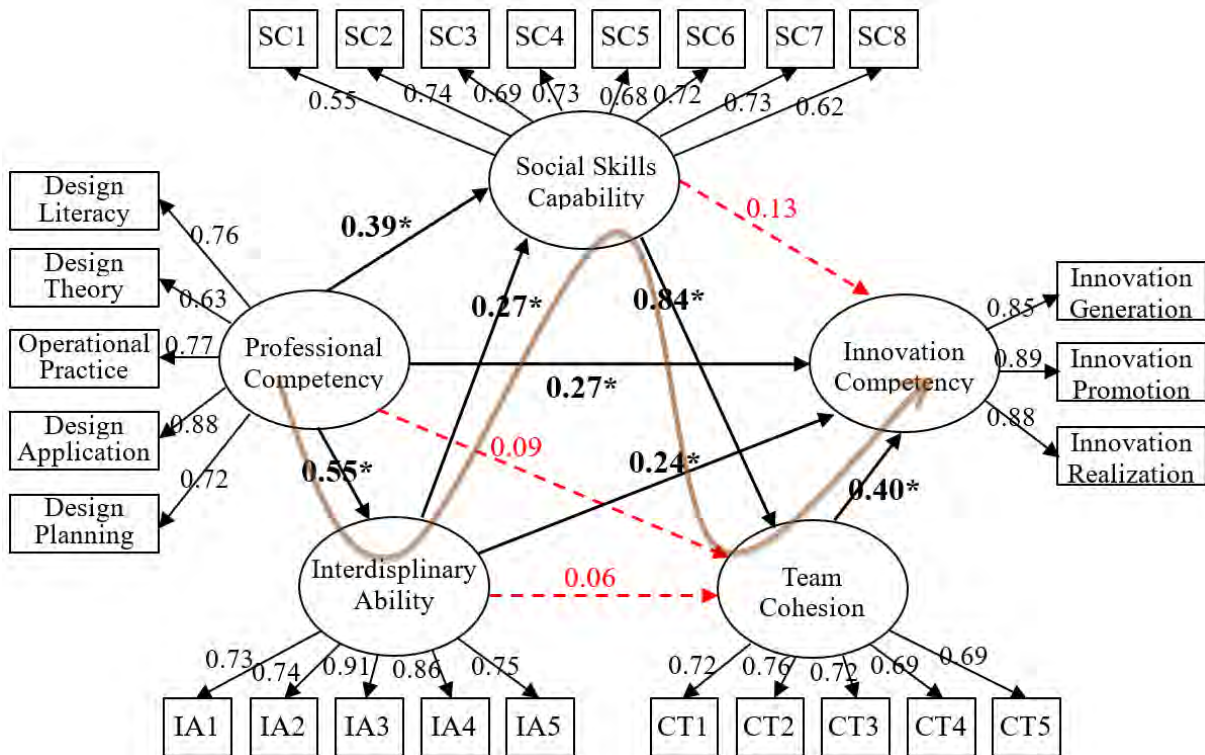 SC1 SC2 SC3 SC4 SC5 SC6 SC7 SC8
0.55 0.74 0.69 0.73 0.68 0.72 0.73 0.62
Social Skills
Capability
Design
Literacy
0.76
Design
Theory
0.63
Operational
Practice
0.77
Design
Application
0.88
Design
Planning
0.72
Professional
Competency
0.39*
0.27*
0.84*
0.13
0.27*
0.55*
0.09
0.24*
0.40*
0.06
Innovation
Competency
0.85
Innovation
Generation
0.89
Innovation
Promotion
0.88
Innovation
Realization
Interdisplinary
Ability
0.73 0.74 0.91 0.86 0.75
IA1 IA2 IA3 IA4 IA5
Team
Cohesion
0.72 0.76 0.72 0.69 0.69
CT1 CT2 CT3 CT4 CT5